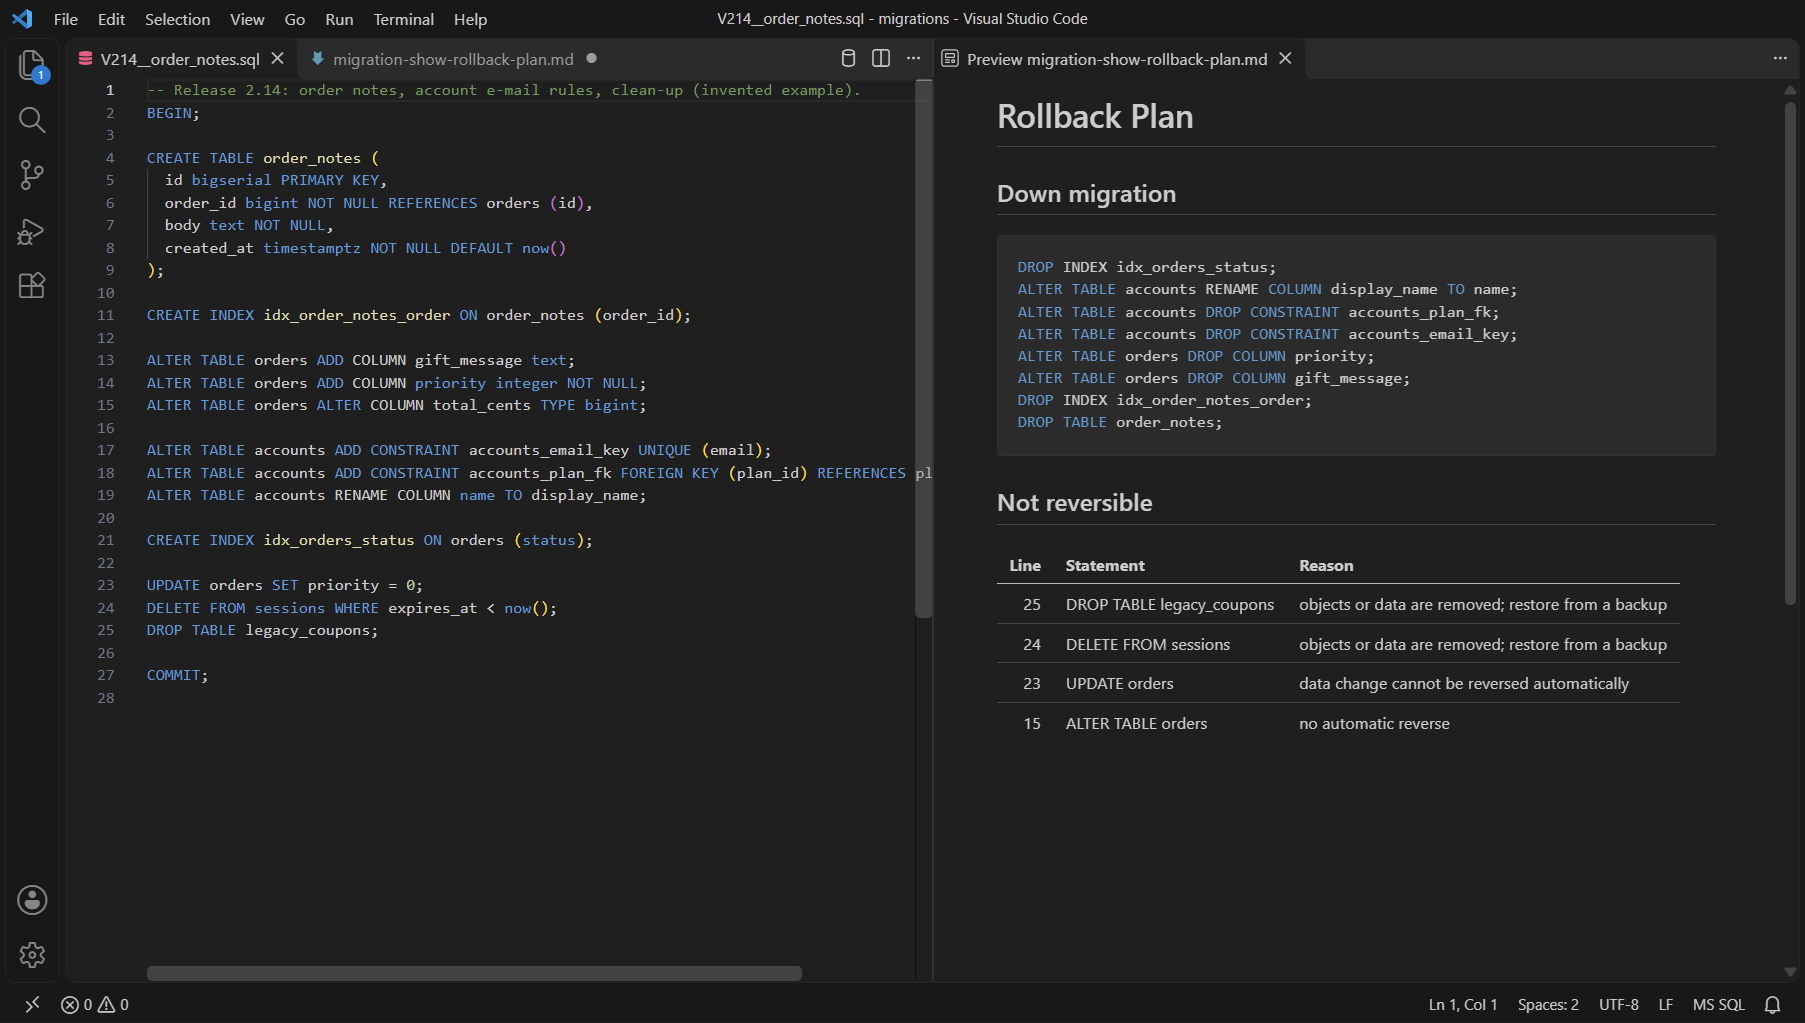 File Edit Selection View Go Run Terminal Help
V214__order_notes.sql - migrations - Visual Studio Code
1
V214__order_notes.sql
migration-show-rollback-plan.md
Preview migration-show-rollback-plan.md
1 -- Release 2.14: order notes, account e-mail rules, clean-up (invented example).
2 BEGIN;
3
4 CREATE TABLE order_notes (
5 id bigserial PRIMARY KEY,
6 order_id bigint NOT NULL REFERENCES orders (id),
7 body text NOT NULL,
8 created_at timestamptz NOT NULL DEFAULT now()
9 );
10
11 CREATE INDEX idx_order_notes_order ON order_notes (order_id);
12
13 ALTER TABLE orders ADD COLUMN gift_message text;
14 ALTER TABLE orders ADD COLUMN priority integer NOT NULL;
15 ALTER TABLE orders ALTER COLUMN total_cents TYPE bigint;
16
17 ALTER TABLE accounts ADD CONSTRAINT accounts_email_key UNIQUE (email);
18 ALTER TABLE accounts ADD CONSTRAINT accounts_plan_fk FOREIGN KEY (plan_id) REFERENCES pl
19 ALTER TABLE accounts RENAME COLUMN name TO display_name;
20
21 CREATE INDEX idx_orders_status ON orders (status);
22
23 UPDATE orders SET priority = 0;
24 DELETE FROM sessions WHERE expires_at < now();
25 DROP TABLE legacy_coupons;
26
27 COMMIT;
28
Rollback Plan
Down migration
DROP INDEX idx_orders_status;
ALTER TABLE accounts RENAME COLUMN display_name TO name;
ALTER TABLE accounts DROP CONSTRAINT accounts_plan_fk;
ALTER TABLE accounts DROP CONSTRAINT accounts_email_key;
ALTER TABLE orders DROP COLUMN priority;
ALTER TABLE orders DROP COLUMN gift_message;
DROP INDEX idx_order_notes_order;
DROP TABLE order_notes;
Not reversible
Line Statement Reason
25 DROP TABLE legacy_coupons objects or data are removed; restore from a backup
24 DELETE FROM sessions objects or data are removed; restore from a backup
23 UPDATE orders data change cannot be reversed automatically
15 ALTER TABLE orders no automatic reverse
0 0
Ln 1, Col 1 Spaces: 2 UTF-8 LF MS SQL